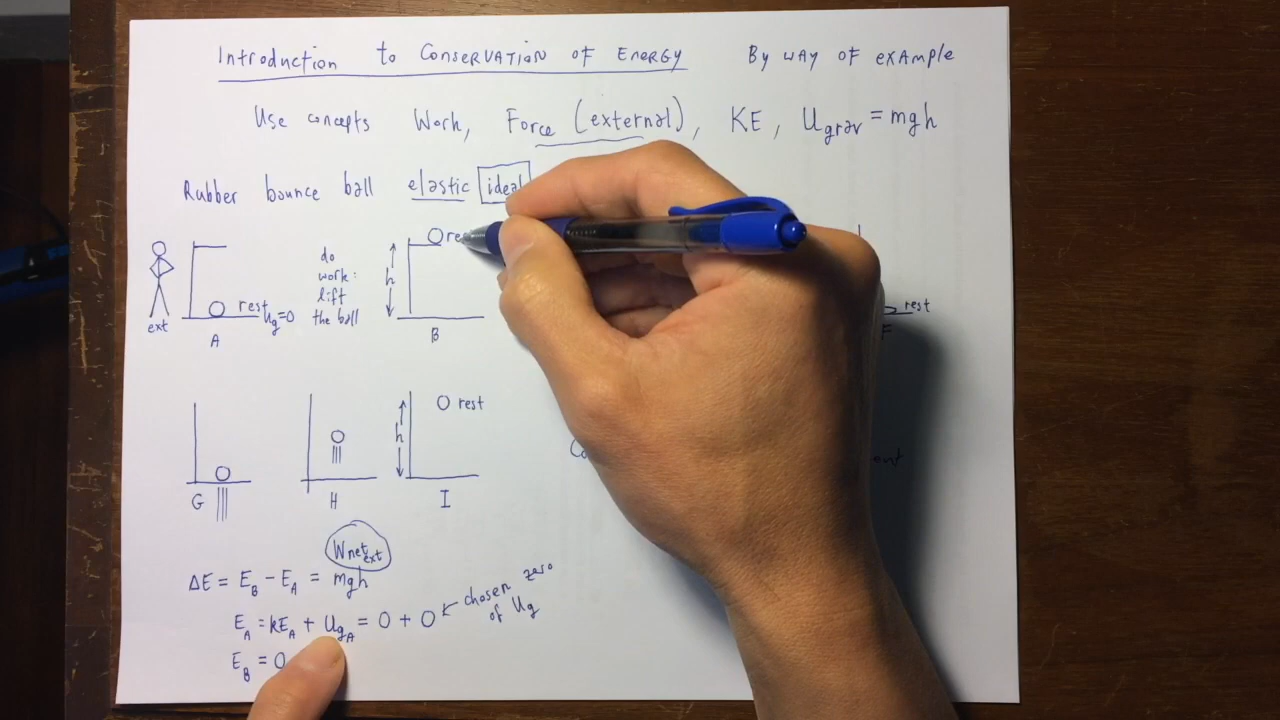 Introduction to Conservation of Energy By way of example
Use concepts Work, Force (external), KE, Ugrav = mgh
Rubber bounce ball elastic ideal
rest
Ug=0
ext
A
do
work:
lift
the ball
h
B
rest
F
G
H
h
rest
I
Wnet ext
ΔE = EB - EA = mgh
EA = KEA + UgA = 0 + 0 ← chosen zero
of Ug
EB = 0